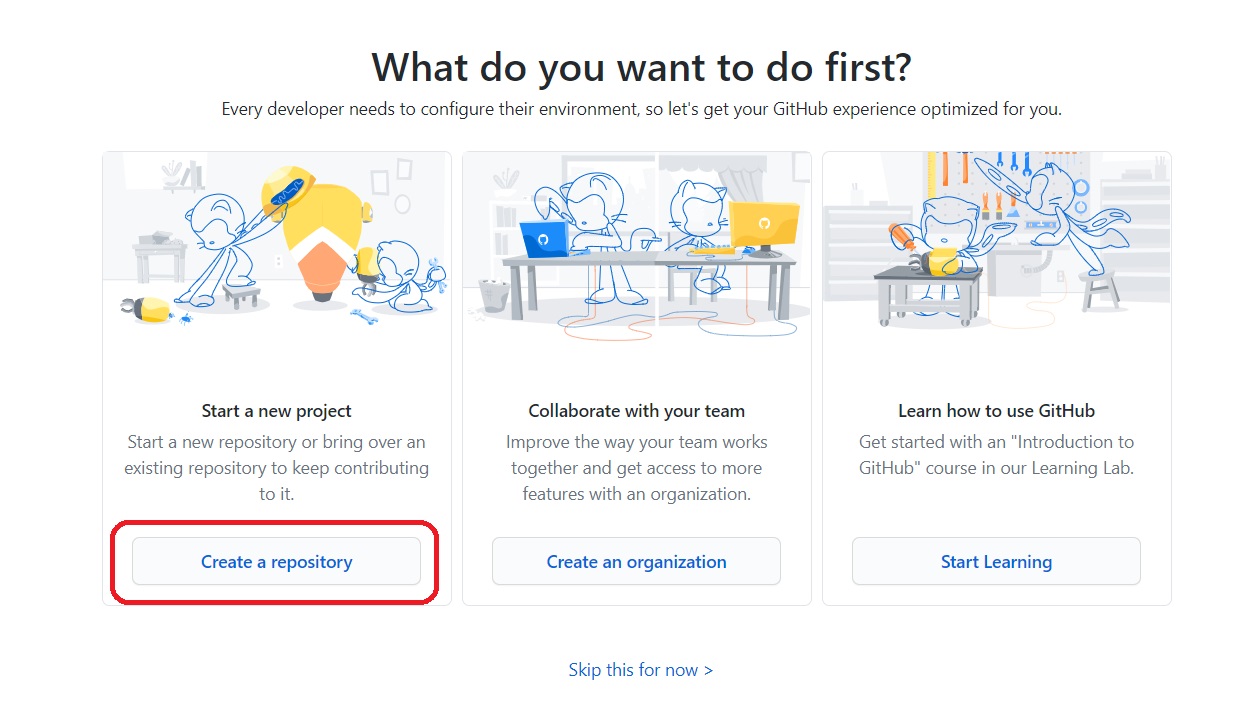 What do you want to do first?
Every developer needs to configure their environment, so let's get your GitHub experience optimized for you.
Start a new project
Start a new repository or bring over an
existing repository to keep contributing
to it.
Create a repository
Collaborate with your team
Improve the way your team works
together and get access to more
features with an organization.
Create an organization
Learn how to use GitHub
Get started with an "Introduction to
GitHub" course in our Learning Lab.
Start Learning
Skip this for now >